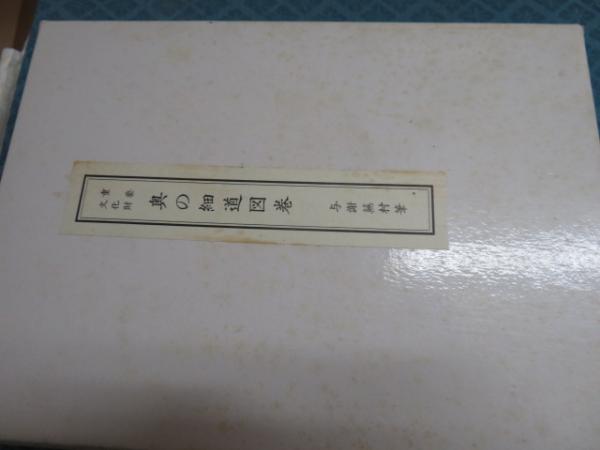 重要
文化財
奥の細道図巻
与謝蕪村筆